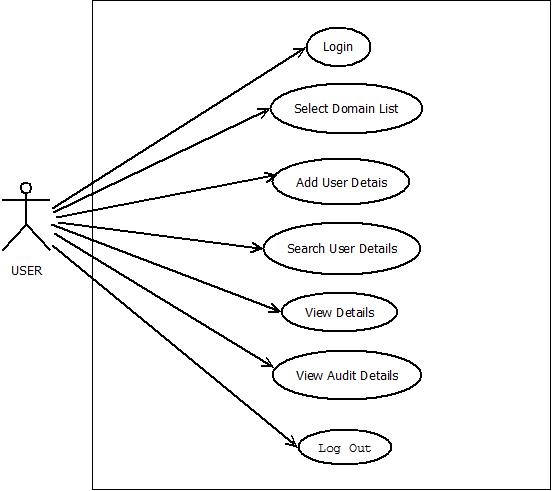 Login
Select Domain List
Add User Detais
Search User Details
USER
View Details
View Audit Details
Log Out